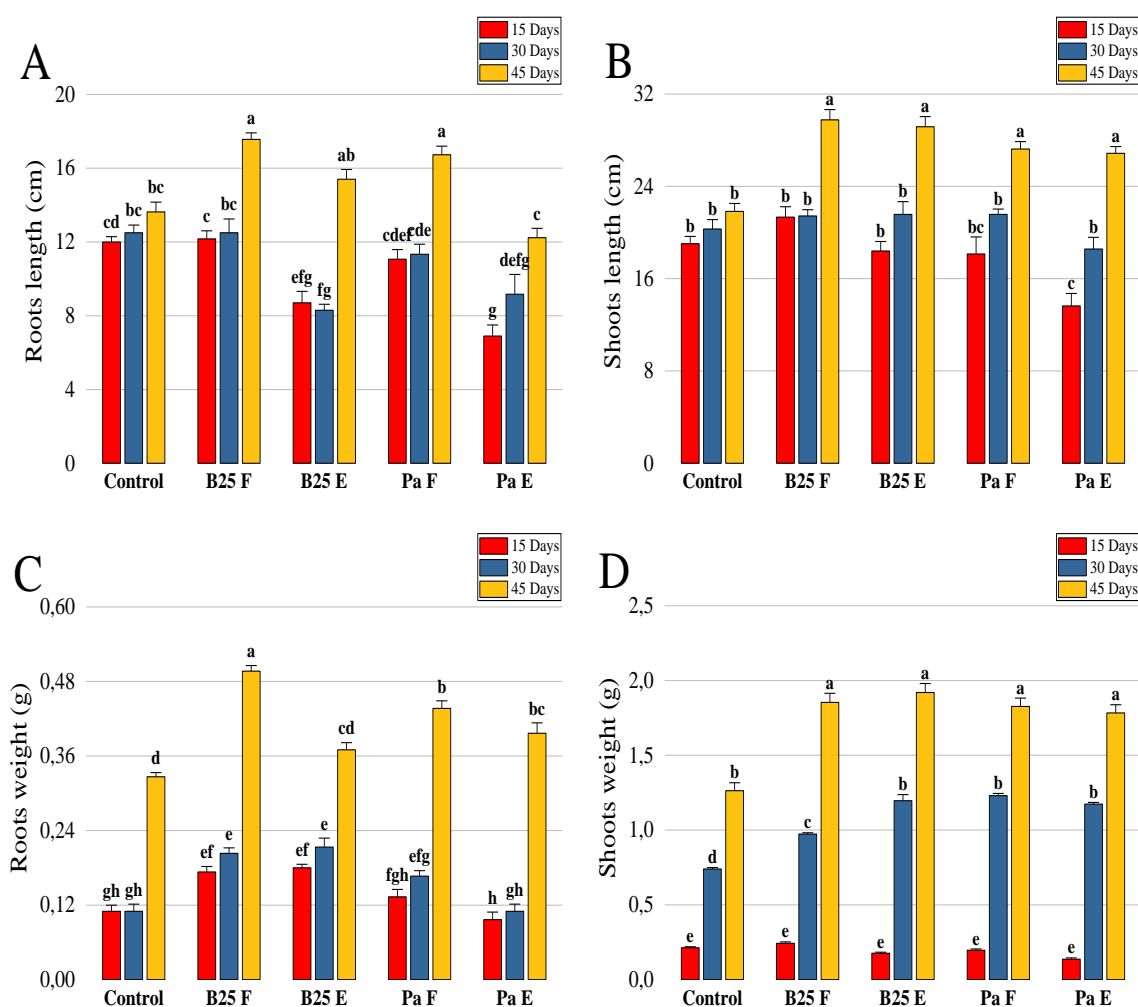 A
15 Days
30 Days
45 Days
Roots length (cm)
20
16
12
8
4
0
cd bc bc
c bc a
efg fg ab
cdef cde a
g defg c
Control B25 F B25 E Pa F Pa E
B
15 Days
30 Days
45 Days
Shoots length (cm)
32
24
16
8
0
b b b
b b a
b b a
bc b a
c b a
Control B25 F B25 E Pa F Pa E
C
15 Days
30 Days
45 Days
Roots weight (g)
0,60
0,48
0,36
0,24
0,12
0,00
gh gh d
ef e a
ef e cd
fgh efg b
h gh bc
Control B25 F B25 E Pa F Pa E
D
15 Days
30 Days
45 Days
Shoots weight (g)
2,5
2,0
1,5
1,0
0,5
0,0
e d b
e c a
e b a
e b a
e b a
Control B25 F B25 E Pa F Pa E